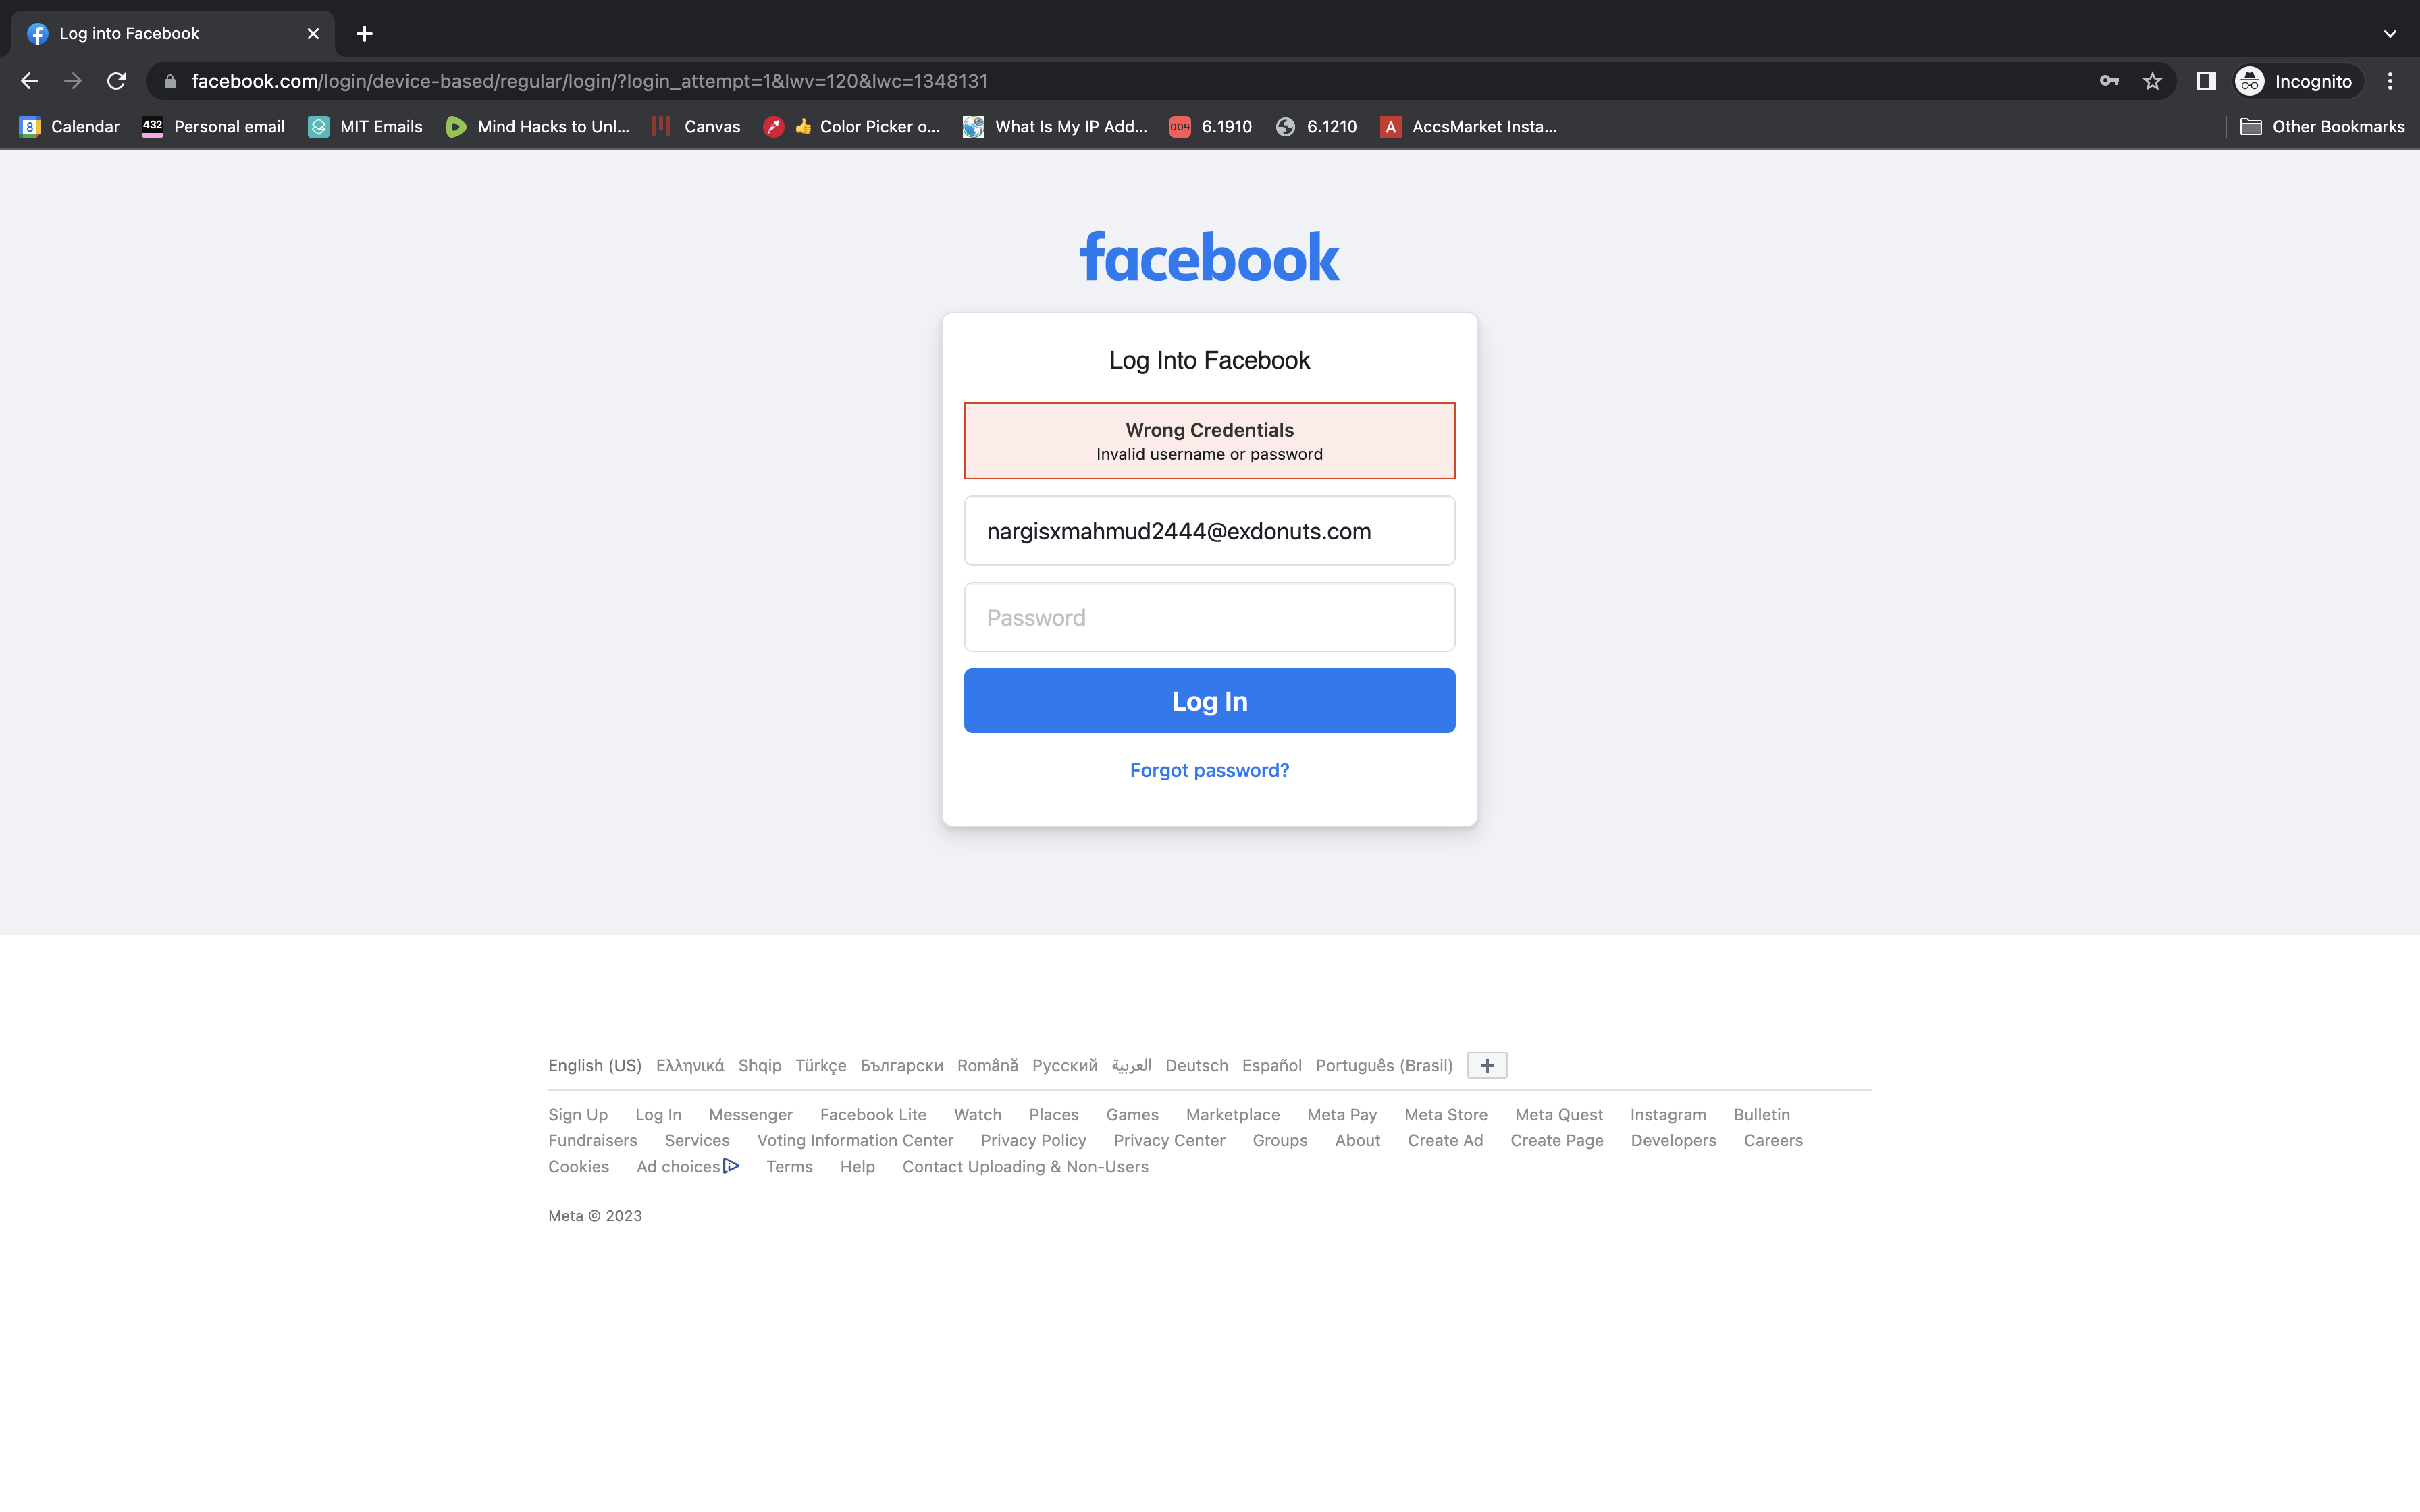 Log into Facebook
facebook.com/login/device-based/regular/login/?login_attempt=1&lwv=120&lwc=1348131
Incognito
8 Calendar 432 Personal email MIT Emails Mind Hacks to Unl... Canvas 👍 Color Picker o... What Is My IP Add... 004 6.1910 6.1210 A AccsMarket Insta... Other Bookmarks
facebook
Log Into Facebook
Wrong Credentials
Invalid username or password
nargisxmahmud2444@exdonuts.com
Password
Log In
Forgot password?
English (US) Ελληνικά Shqip Türkçe Български Română Русский العربية Deutsch Español Português (Brasil)
Sign Up Log In Messenger Facebook Lite Watch Places Games Marketplace Meta Pay Meta Store Meta Quest Instagram Bulletin
Fundraisers Services Voting Information Center Privacy Policy Privacy Center Groups About Create Ad Create Page Developers Careers
Cookies Ad choices Terms Help Contact Uploading & Non-Users
Meta © 2023